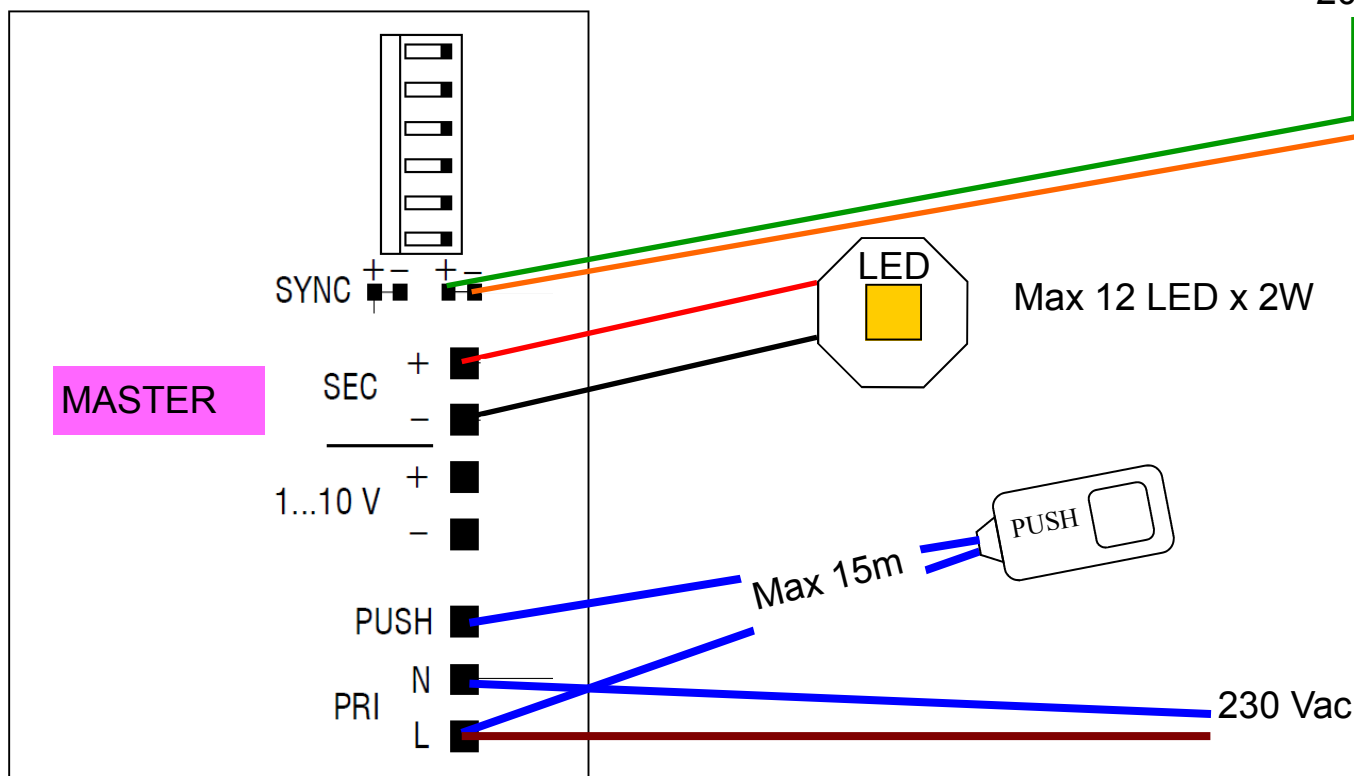 + - + -
SYNC
LED
Max 12 LED x 2W
+
SEC
-
MASTER
+
1...10 V
-
PUSH
Max 15m
PUSH
N
PRI
L
230 Vac